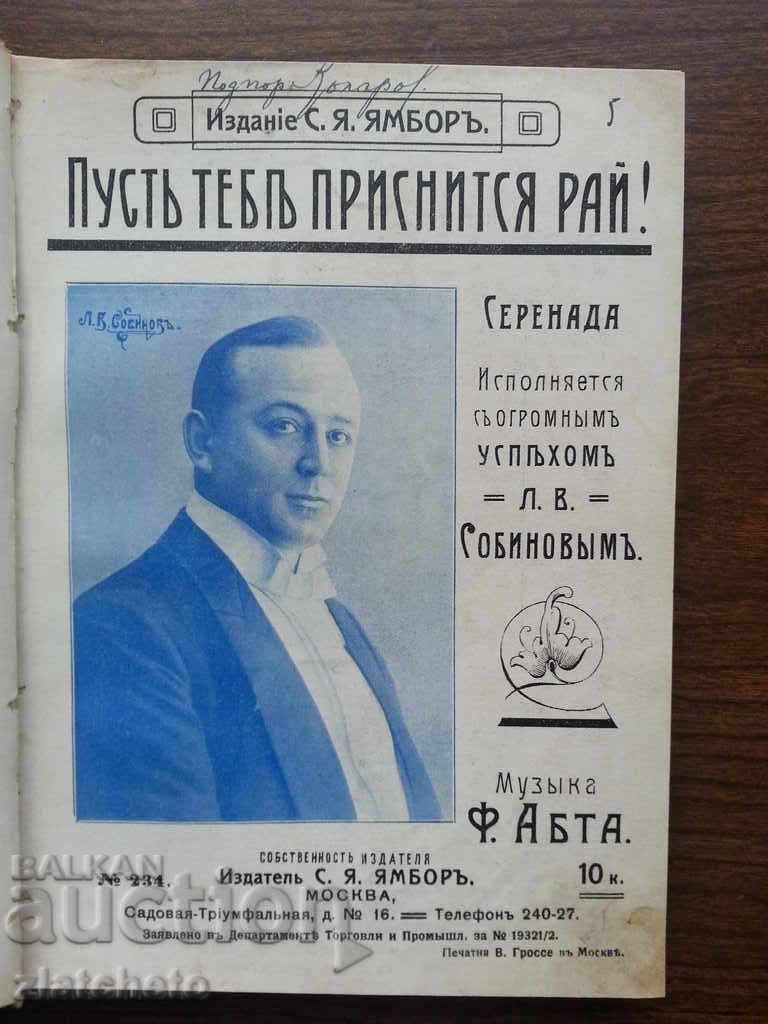 Подпор. Коларов.
5
Изданіе С. Я. ЯМБОРЪ.
ПУСТЬ ТЕБѢ ПРИСНИТСЯ РАЙ!
Л. В. Собиновъ.
СЕРЕНАДА
Исполняется
съ огромнымъ
успѣхомъ
= Л. В. =
Собиновымъ.
Музыка
Ф. Абта.
СОБСТВЕННОСТЬ ИЗДАТЕЛЯ
№ 234. Издатель С. Я. ЯМБОРЪ. 10 к.
МОСКВА,
Садовая-Тріумфальная, д. № 16. = Телефонъ 240-27.
Заявлено въ Департаментѣ Торговли и Промышл. за № 19321/2.
Печатня В. Гроссе въ Москвѣ.
BALKAN
auction
zlatcheto